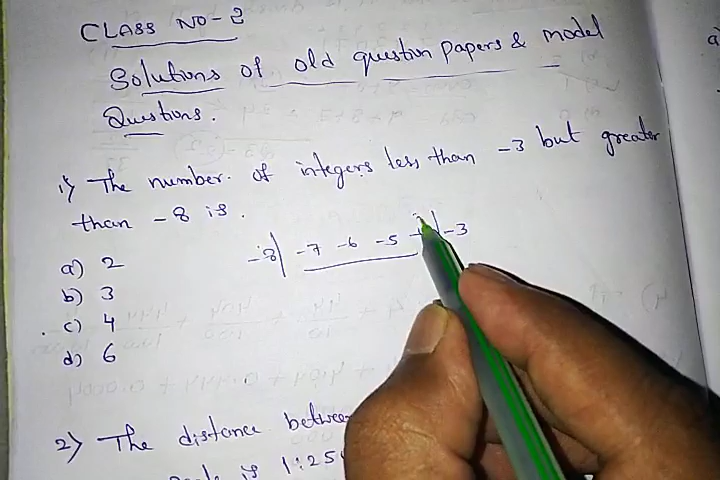 CLASS NO-2
Solutions of old question papers & model
Questions.
1) The number. of integers less than -3 but greater
than -8 is.
-8| -7 -6 -5 | -3
a) 2
b) 3
c) 4
d) 6
2) The distance
is 1:25